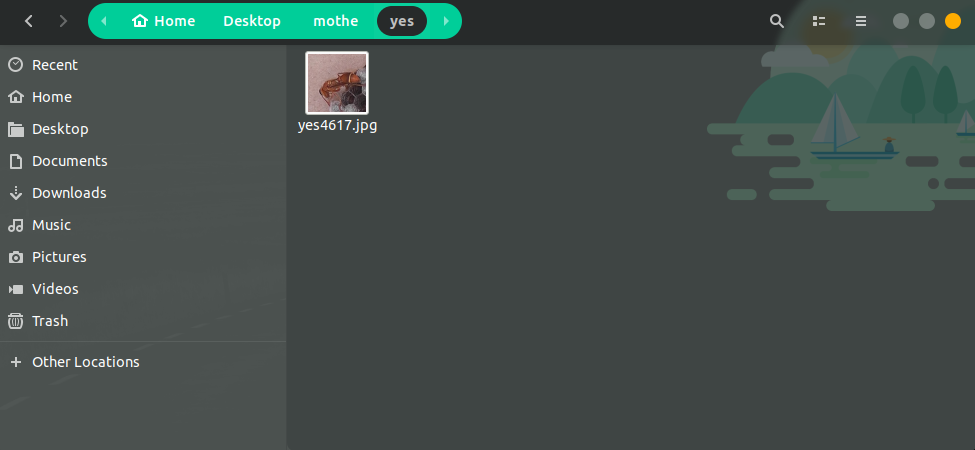 Home Desktop mothe yes
Recent
Home
Desktop
Documents
Downloads
Music
Pictures
Videos
Trash
Other Locations
yes4617.jpg